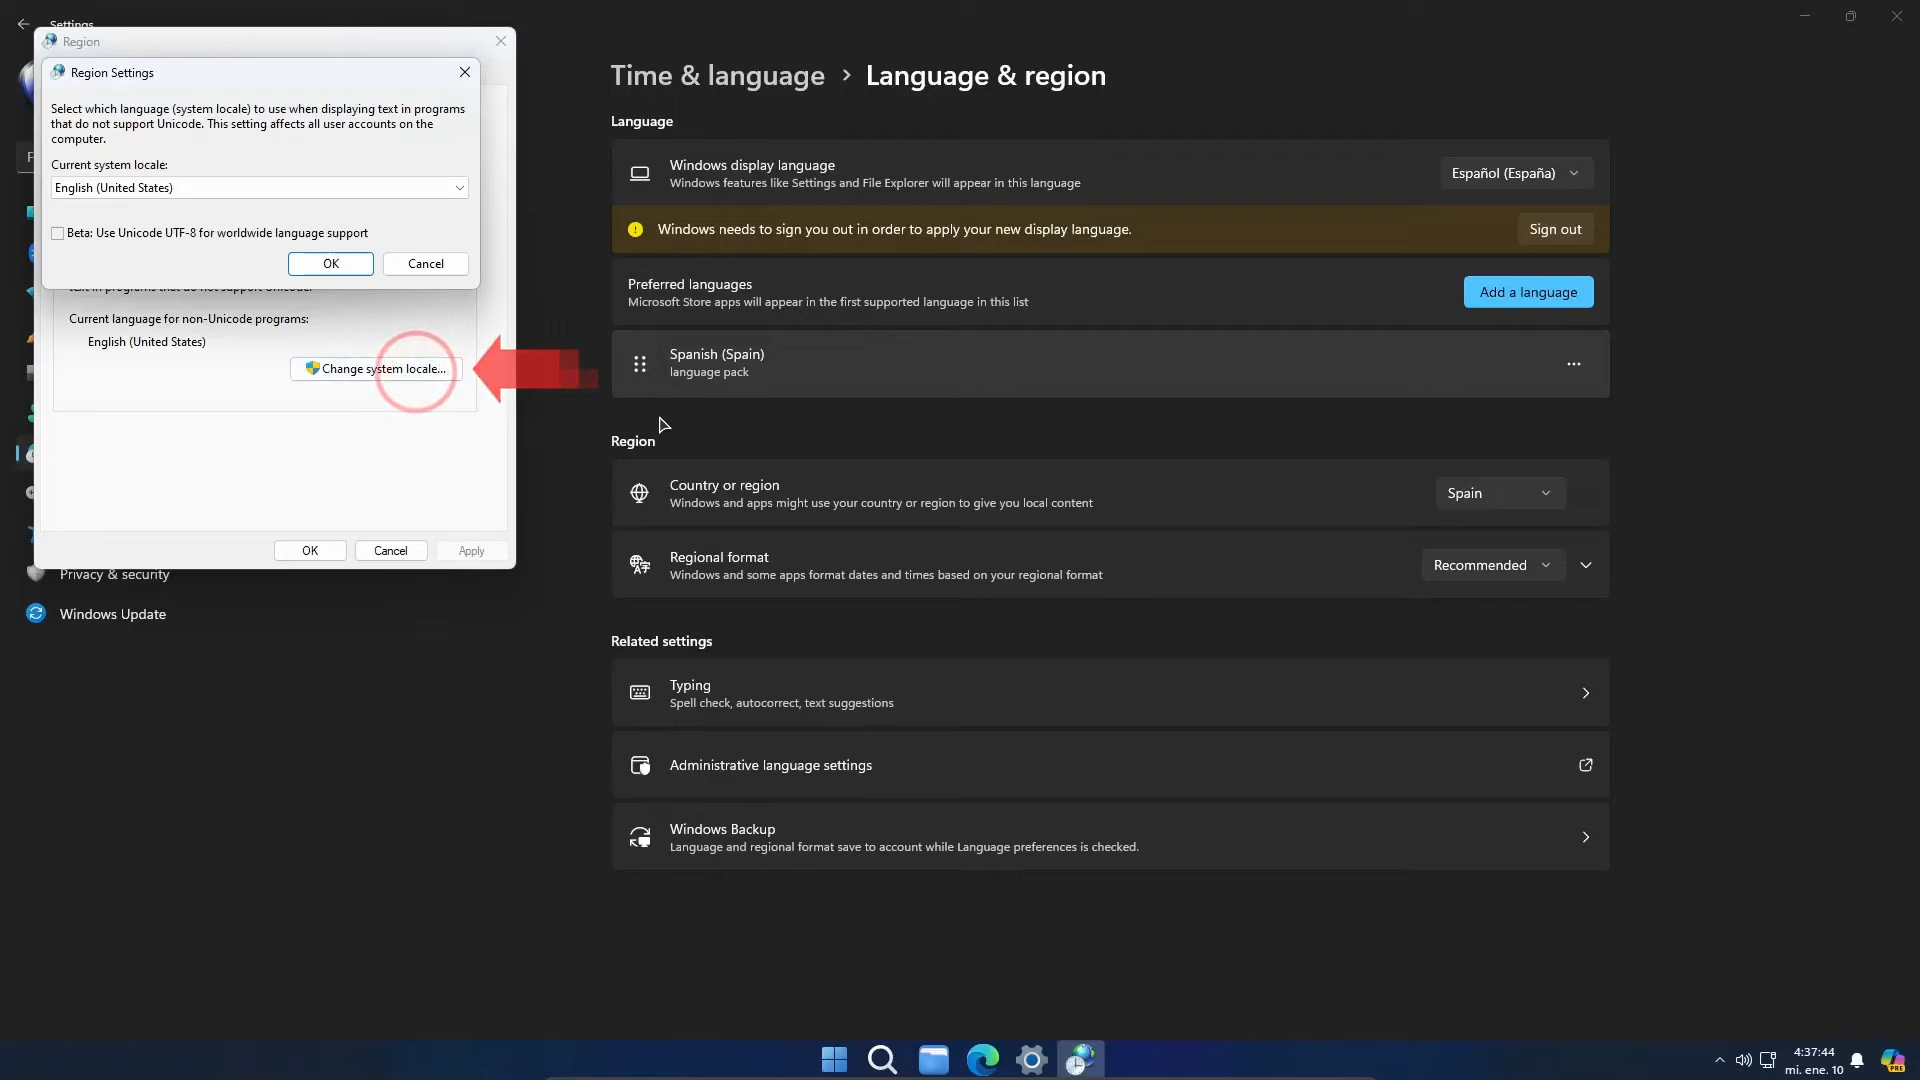 Settings
Region
Region Settings
Select which language (system locale) to use when displaying text in programs
that do not support Unicode. This setting affects all user accounts on the
computer.
Current system locale:
English (United States)
Beta: Use Unicode UTF-8 for worldwide language support
OK
Cancel
text in programs that do not support Unicode.
Current language for non-Unicode programs:
English (United States)
Change system locale...
OK
Cancel
Apply
Privacy & security
Windows Update
Time & language › Language & region
Language
Windows display language
Windows features like Settings and File Explorer will appear in this language
Español (España)
Windows needs to sign you out in order to apply your new display language.
Sign out
Preferred languages
Microsoft Store apps will appear in the first supported language in this list
Add a language
Spanish (Spain)
language pack
Region
Country or region
Windows and apps might use your country or region to give you local content
Spain
Regional format
Windows and some apps format dates and times based on your regional format
Recommended
Related settings
Typing
Spell check, autocorrect, text suggestions
Administrative language settings
Windows Backup
Language and regional format save to account while Language preferences is checked.
4:37:44
mi. ene. 10
PRE